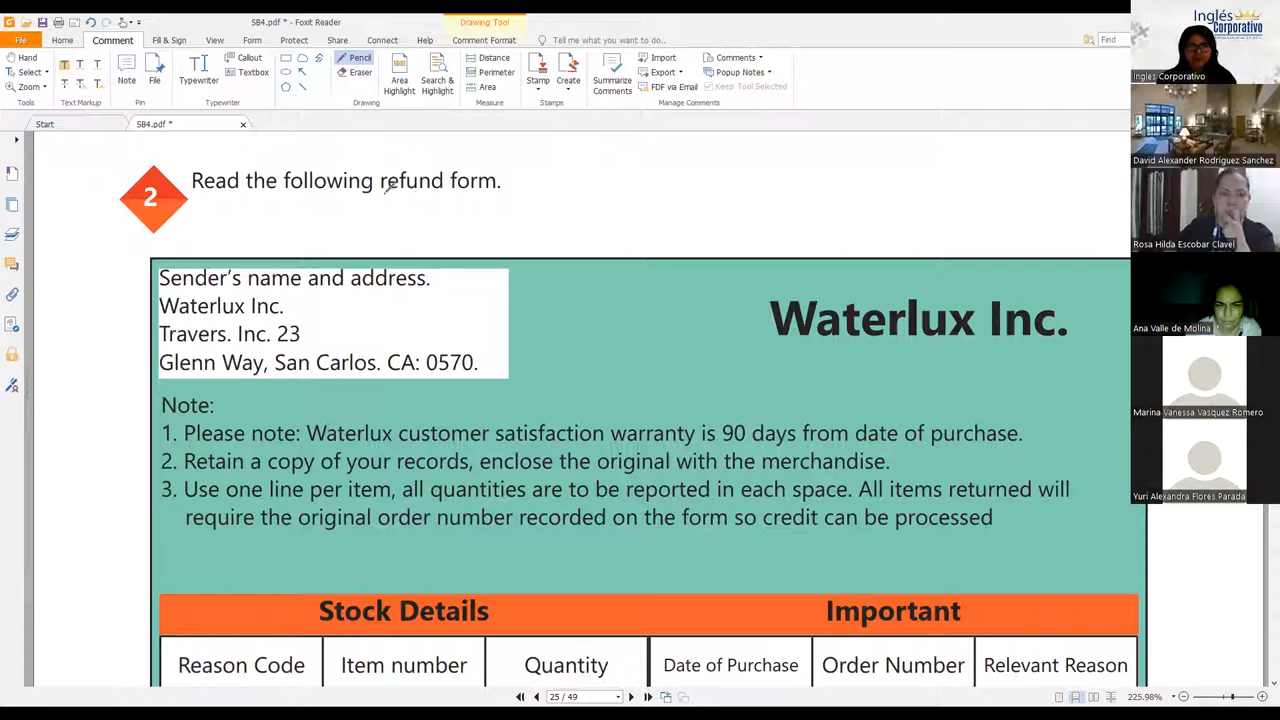 SB4.pdf * - Foxit Reader
Drawing Tool
File
Home
Comment
Fill & Sign
View
Form
Protect
Share
Connect
Help
Comment Format
Tell me what you want to do..
Find
Hand
Select
Zoom
Tools
Text Markup
Note
File
Pin
Typewriter
Callout
Textbox
Typewriter
Pencil
Eraser
Drawing
Area Highlight
Search & Highlight
Distance
Perimeter
Area
Measure
Stamp
Create
Stamps
Summarize Comments
Import
Export
FDF via Email
Comments
Popup Notes
Keep Tool Selected
Manage Comments
Start
SB4.pdf *
2
Read the following refund form.
Sender's name and address.
Waterlux Inc.
Travers. Inc. 23
Glenn Way, San Carlos. CA: 0570.
Waterlux Inc.
Note:
1. Please note: Waterlux customer satisfaction warranty is 90 days from date of purchase.
2. Retain a copy of your records, enclose the original with the merchandise.
3. Use one line per item, all quantities are to be reported in each space. All items returned will
require the original order number recorded on the form so credit can be processed
Stock Details
Important
Reason Code
Item number
Quantity
Date of Purchase
Order Number
Relevant Reason
25 / 49
225.98%
Inglés
Corporativo
Ingles Corporativo
David Alexander Rodriguez Sanchez
Rosa Hilda Escobar Clavel
Ana Valle de Molina
Marina Vanessa Vasquez Romero
Yuri Alexandra Flores Parada